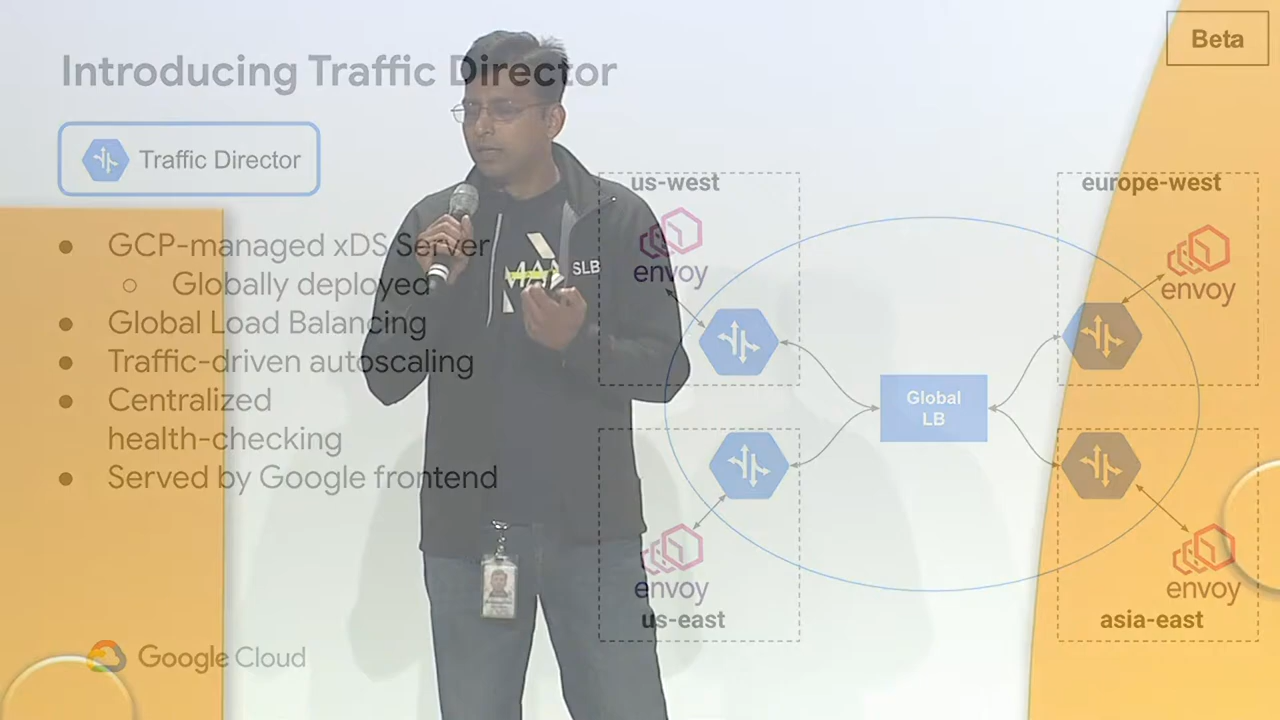 Introducing Traffic Director
Beta
Traffic Director
GCP-managed xDS Server
Globally deployed
Global Load Balancing
Traffic-driven autoscaling
Centralized
health-checking
Served by Google frontend
us-west
envoy
europe-west
envoy
Global
LB
envoy
us-east
envoy
asia-east
SLB
Google Cloud